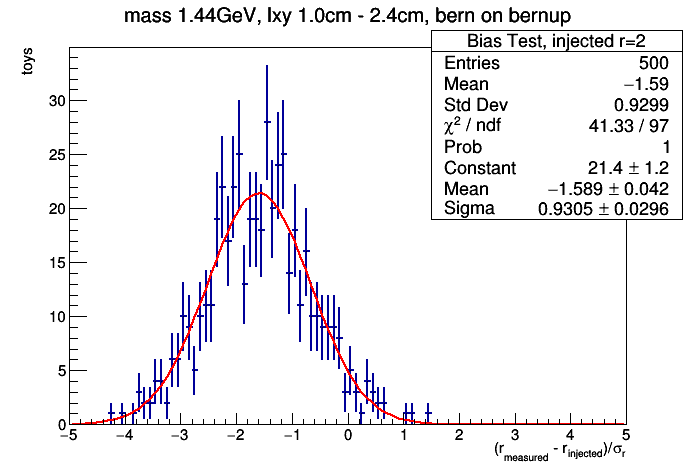 mass 1.44GeV, lxy 1.0cm - 2.4cm, bern on bernup
Bias Test, injected r=2
Entries 500
Mean −1.59
Std Dev 0.9299
χ² / ndf 41.33 / 97
Prob 1
Constant 21.4 ± 1.2
Mean −1.589 ± 0.042
Sigma 0.9305 ± 0.0296
toys
30
25
20
15
10
5
0
−5 −4 −3 −2 −1 0 1 2 3 4 5
(r_measured - r_injected)/σ_r